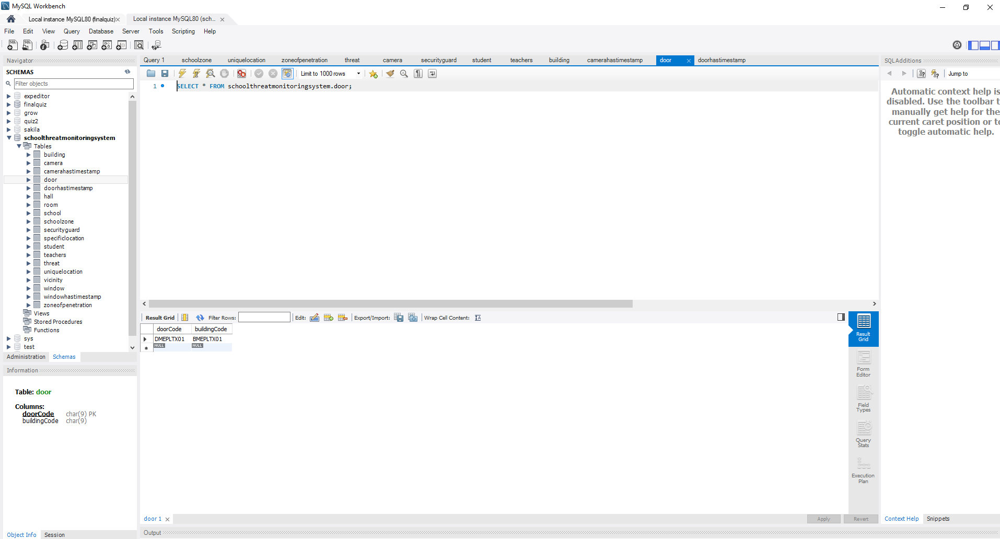 MySQL Workbench
Local instance MySQL80 (finalquiz)
Local instance MySQL80 (sch...
File Edit View Query Database Server Tools Scripting Help
Navigator
SCHEMAS
Filter objects
expeditor
finalquiz
grow
quiz2
sakila
schoolthreatmonitoringsystem
Tables
building
camera
camerahastimestamp
door
doorhastimestamp
hall
room
school
schoolzone
securityguard
specificlocation
student
teachers
threat
uniquelocation
vicinity
window
windowhastimestamp
zoneofpenetration
Views
Stored Procedures
Functions
sys
test
Administration Schemas
Information
Table: door
Columns:
doorCode char(9) PK
buildingCode char(9)
Object Info Session
Query 1 schoolzone uniquelocation zoneofpenetration threat camera securityguard student teachers building camerahastimestamp door doorhastimestamp
Limit to 1000 rows
1 SELECT * FROM schoolthreatmonitoringsystem.door;
Result Grid Filter Rows: Edit: Export/Import: Wrap Cell Content:
doorCode buildingCode
DMEPLTX01 BMEPLTX01
NULL NULL
Result
Grid
Form
Editor
Field
Types
Query
Stats
Execution
Plan
door 1
Apply Revert
Output
SQLAdditions
Jump to
Automatic context help is
disabled. Use the toolbar t
manually get help for the
current caret position or to
toggle automatic help.
Context Help Snippets